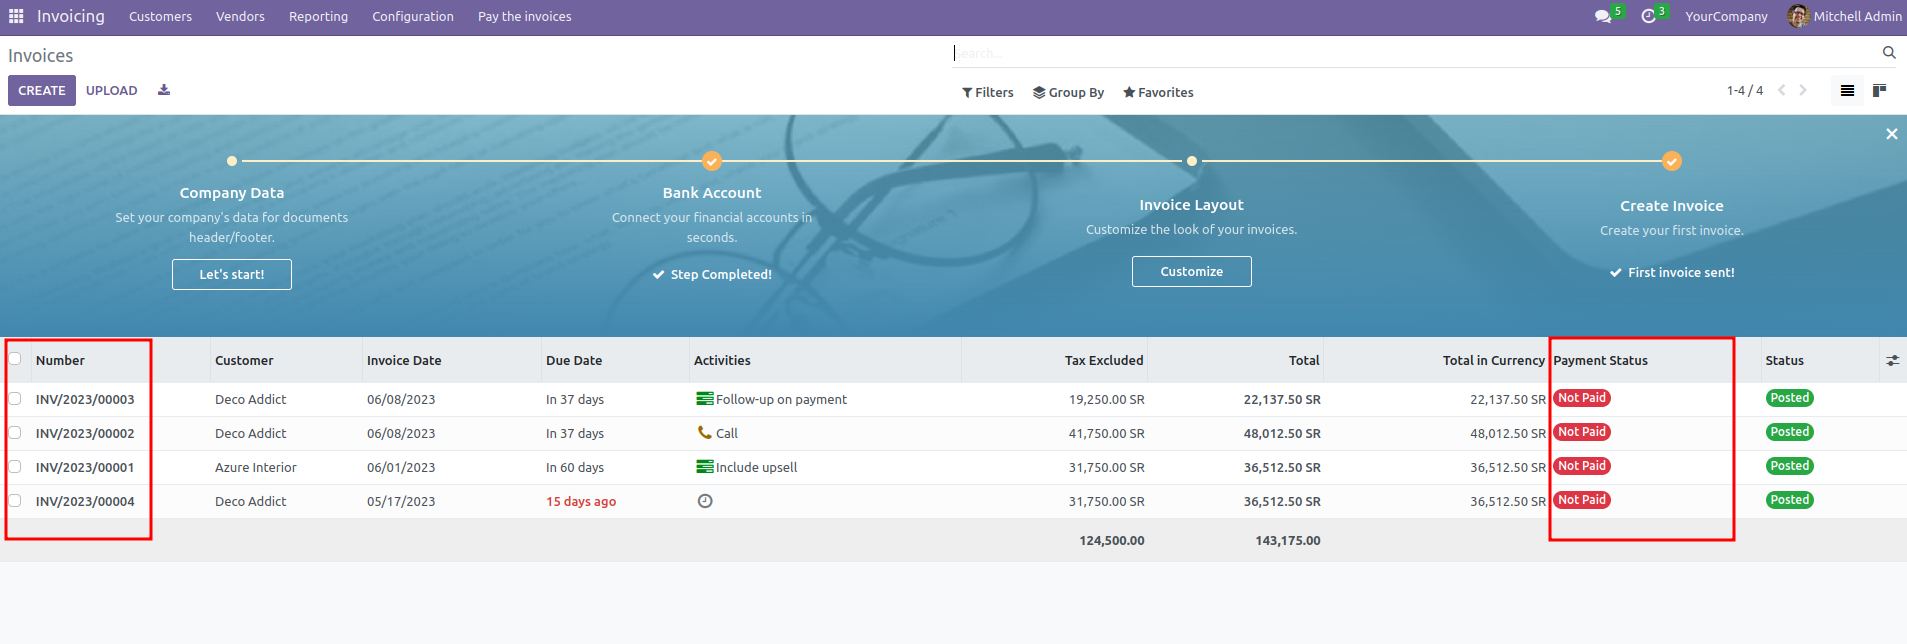 Invoicing Customers Vendors Reporting Configuration Pay the invoices 5 3 YourCompany Mitchell Admin
Invoices
Search...
CREATE UPLOAD
Filters Group By Favorites 1-4 / 4
Company Data
Set your company's data for documents
header/footer.
Let's start!
Bank Account
Connect your financial accounts in
seconds.
Step Completed!
Invoice Layout
Customize the look of your invoices.
Customize
Create Invoice
Create your first invoice.
First invoice sent!
Number Customer Invoice Date Due Date Activities Tax Excluded Total Total in Currency Payment Status Status
INV/2023/00003 Deco Addict 06/08/2023 In 37 days Follow-up on payment 19,250.00 SR 22,137.50 SR 22,137.50 SR Not Paid Posted
INV/2023/00002 Deco Addict 06/08/2023 In 37 days Call 41,750.00 SR 48,012.50 SR 48,012.50 SR Not Paid Posted
INV/2023/00001 Azure Interior 06/01/2023 In 60 days Include upsell 31,750.00 SR 36,512.50 SR 36,512.50 SR Not Paid Posted
INV/2023/00004 Deco Addict 05/17/2023 15 days ago 31,750.00 SR 36,512.50 SR 36,512.50 SR Not Paid Posted
124,500.00 143,175.00